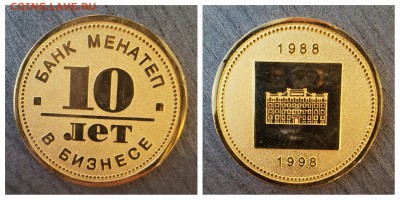 COINS.LAVE.RU
БАНК МЕНАТЕП
10
лет
В БИЗНЕСЕ
1988
1998